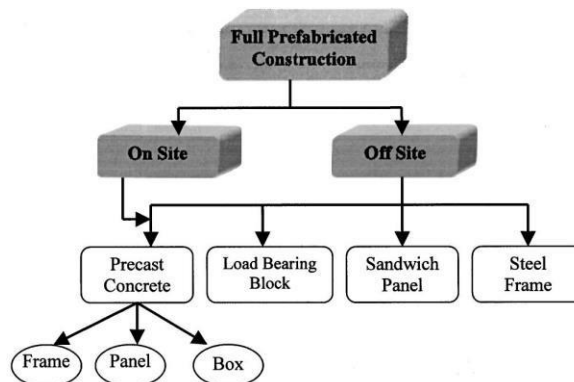 Full Prefabricated
Construction
On Site
Off Site
Precast
Concrete
Load Bearing
Block
Sandwich
Panel
Steel
Frame
Frame
Panel
Box